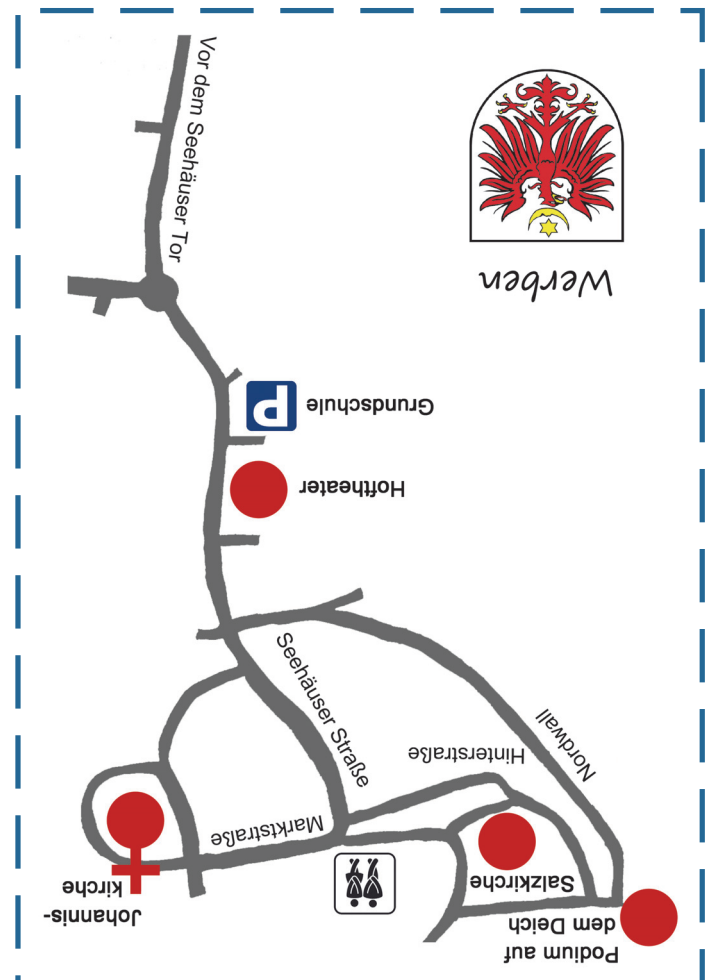 Podium auf
dem Deich
Johannis-
kirche
Salzkirche
Marktstraße
Hinterstraße
Nordwall
Seehäuser Straße
Hoftheater
P
Grundschule
Werben
Vor dem Seehäuser Tor